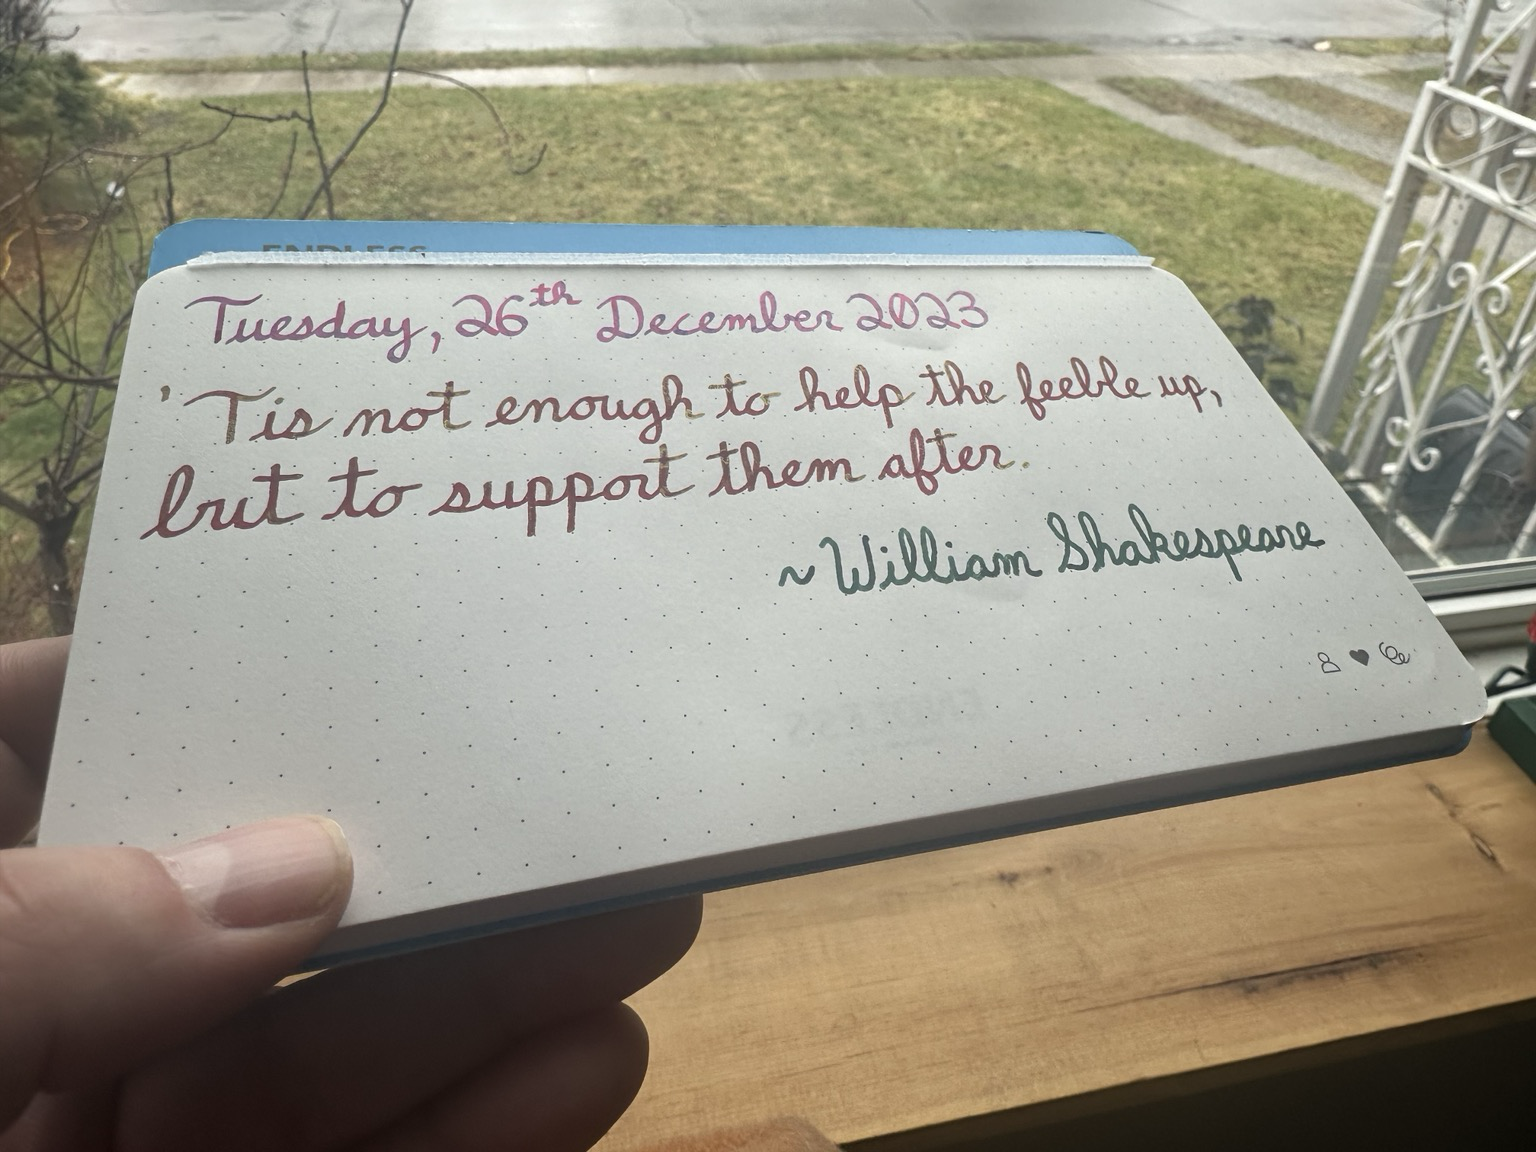 ENDLESS
Tuesday, 26th December 2023
'Tis not enough to help the feeble up,
but to support them after.
~ William Shakespeare